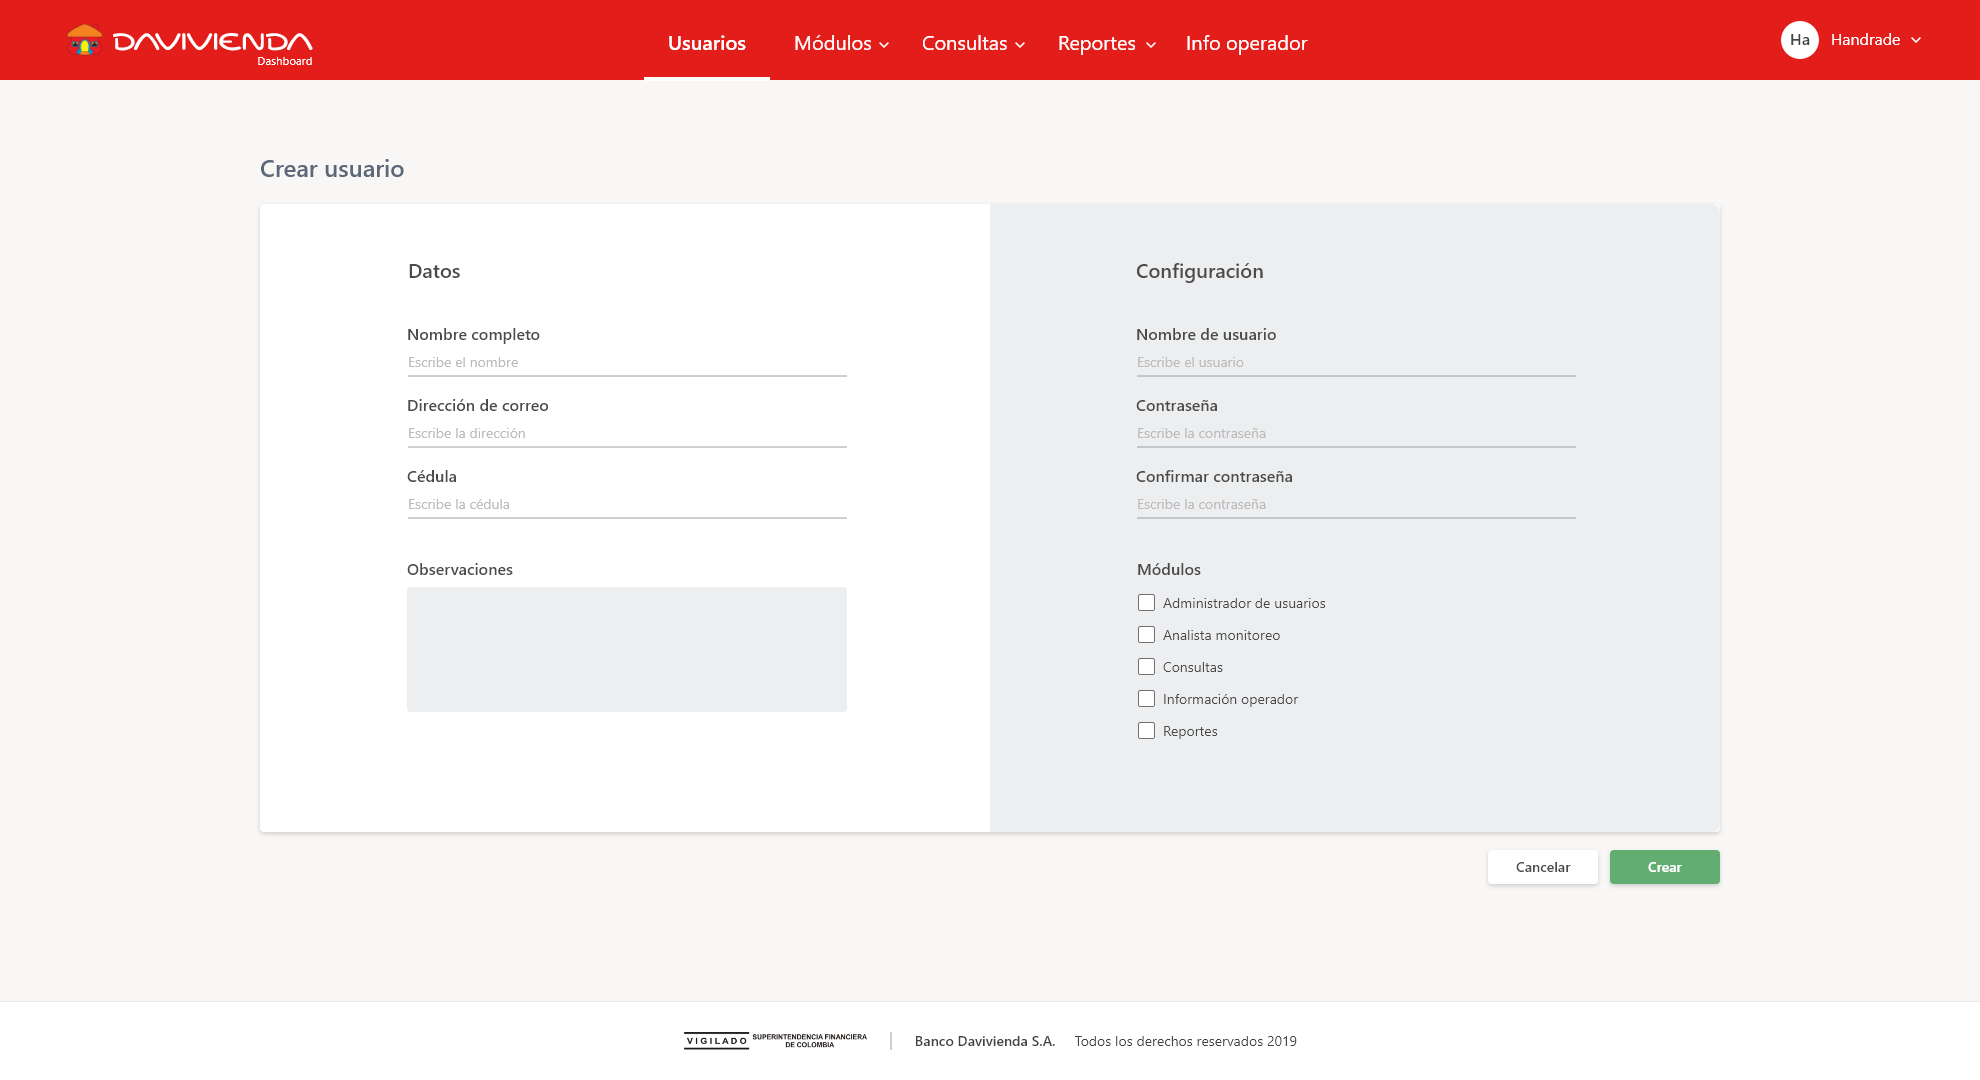 DAVIVIENDA
Dashboard
Usuarios
Módulos
Consultas
Reportes
Info operador
Ha
Handrade
Crear usuario
Datos
Nombre completo
Escribe el nombre
Dirección de correo
Escribe la dirección
Cédula
Escribe la cédula
Observaciones
Configuración
Nombre de usuario
Escribe el usuario
Contraseña
Escribe la contraseña
Confirmar contraseña
Escribe la contraseña
Módulos
Administrador de usuarios
Analista monitoreo
Consultas
Información operador
Reportes
Cancelar
Crear
VIGILADO
SUPERINTENDENCIA FINANCIERA
DE COLOMBIA
Banco Davivienda S.A.
Todos los derechos reservados 2019